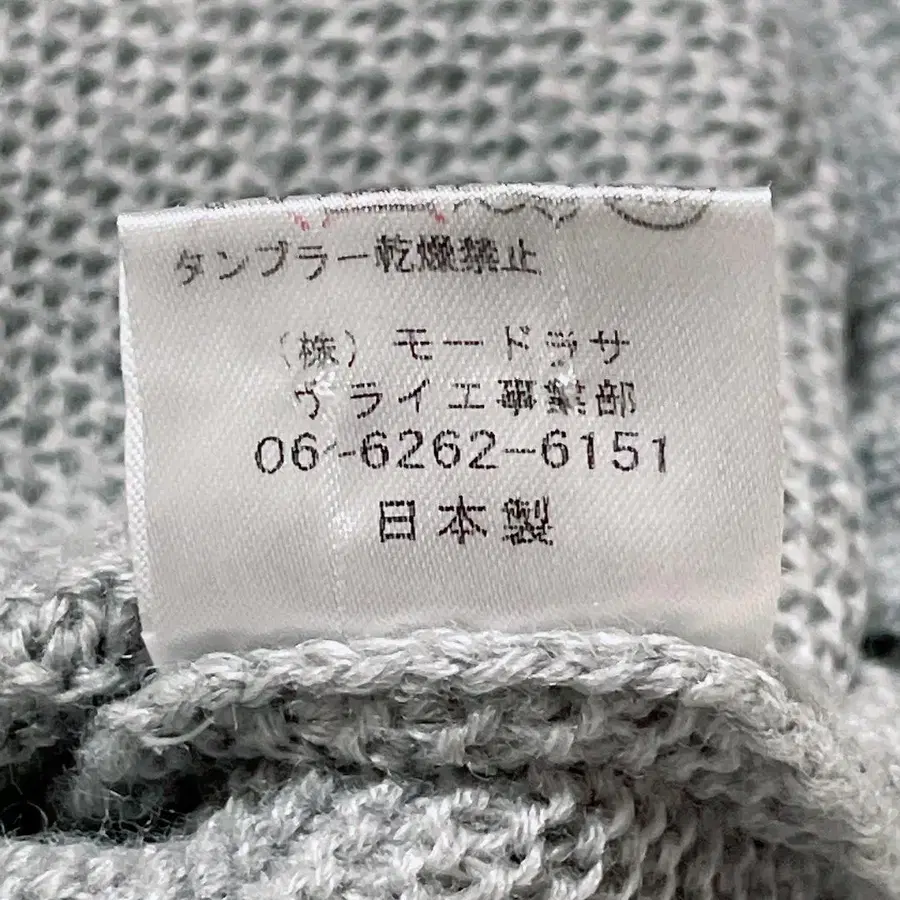 タンブラー乾燥禁止
(株) モードラサ
ヴライエ事業部
06-6262-6151
日本製